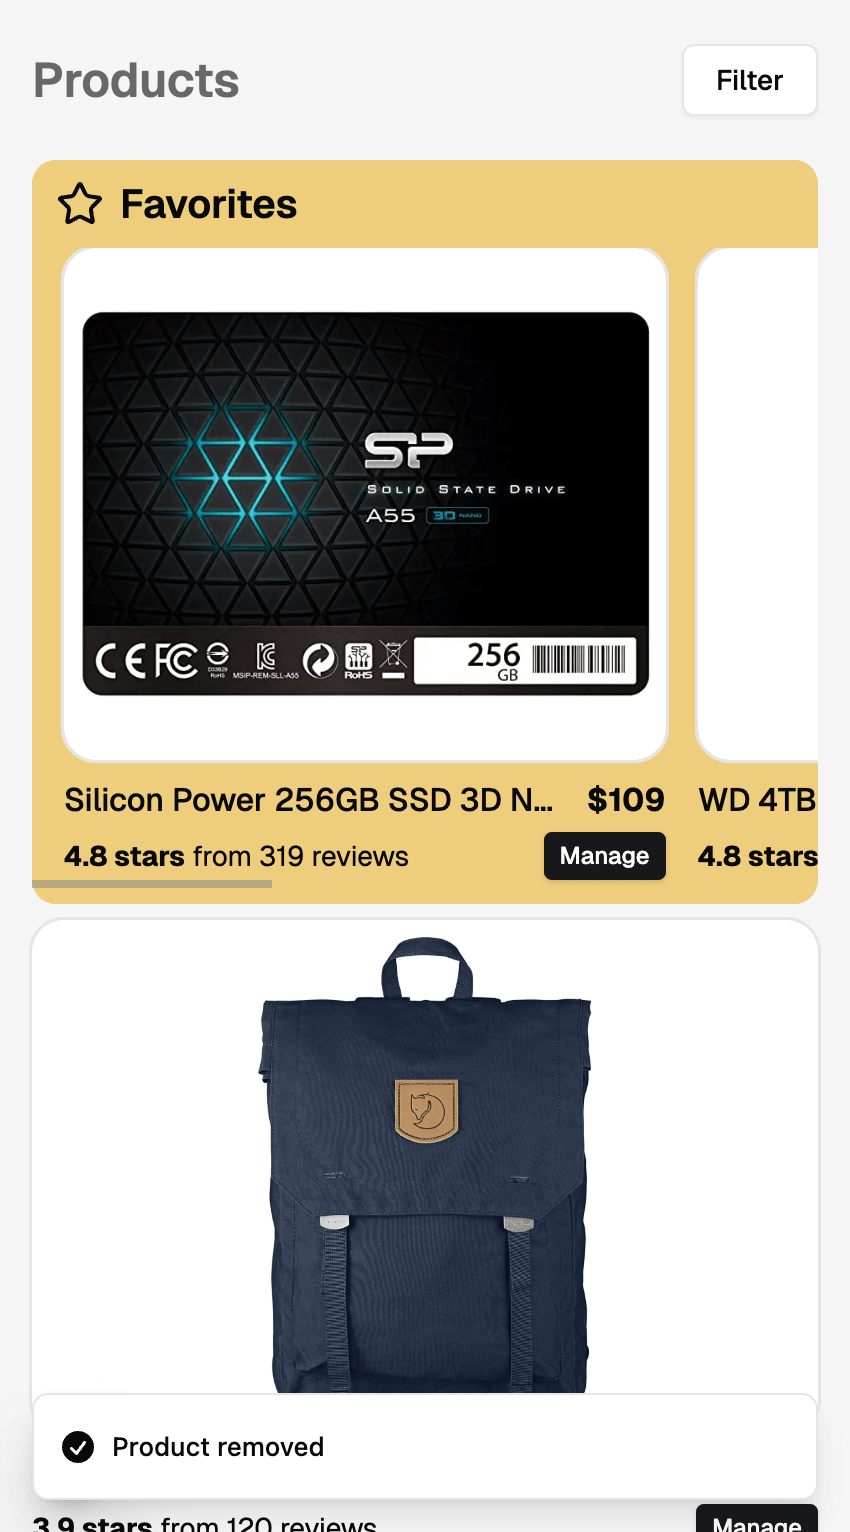 Products
Filter
Favorites
SP
SOLID STATE DRIVE
A55 3D NAND
CE FC D33B29 RoHS MSIP-REM-SLL-A55 RoHS 256 GB
Silicon Power 256GB SSD 3D N... $109
4.8 stars from 319 reviews Manage
WD 4TB
4.8 stars
Product removed
3.9 stars from 120 reviews Manage